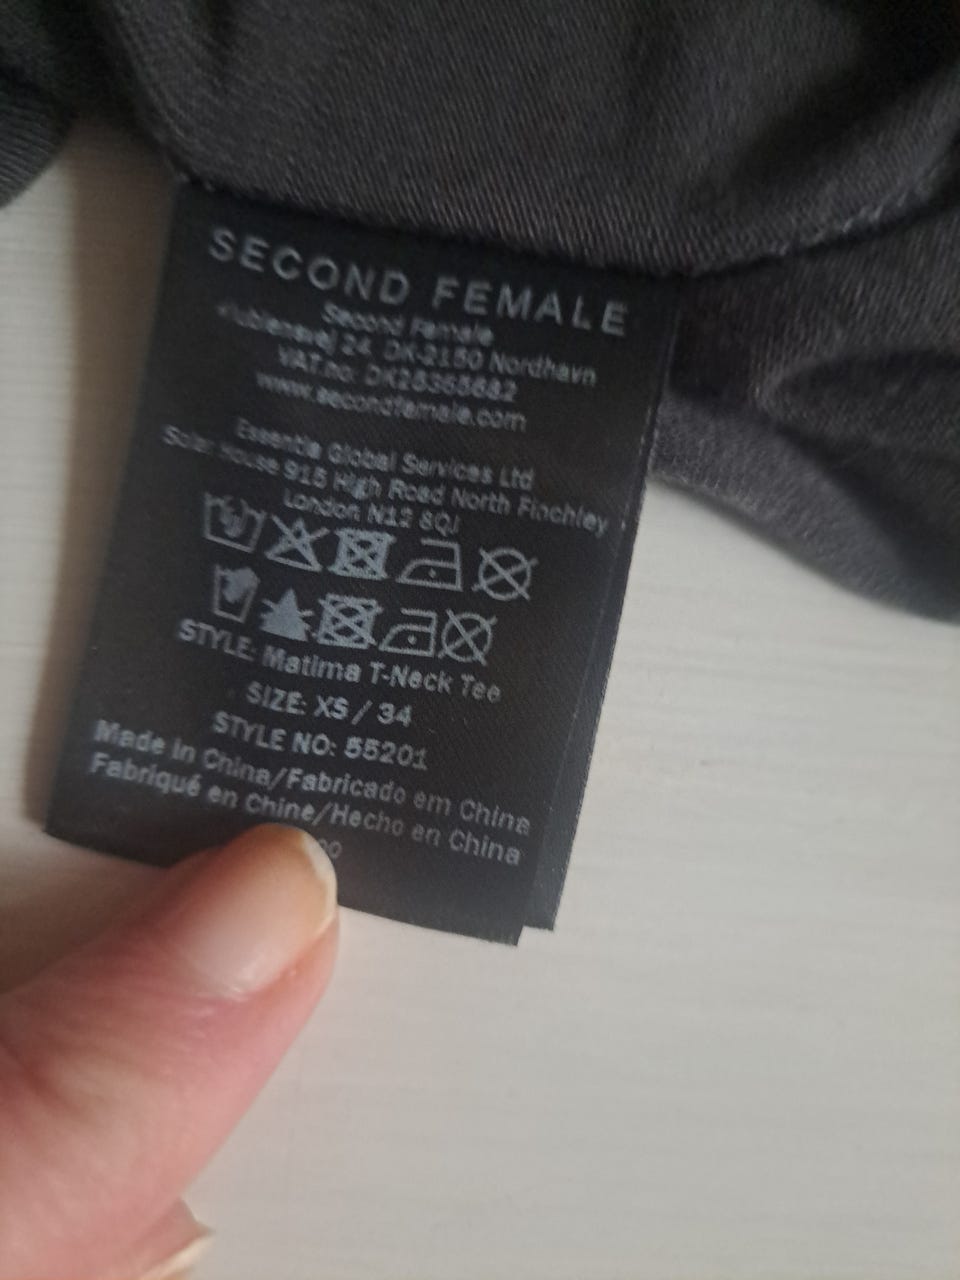 SECOND FEMALE
Second Female
24, DK-2150 Nordhavn
VAT.no: DK25365682
www.secondfemale.com
Essentia Global Services Ltd
Solar House 915 High Road North Finchley
London N12 8QJ
STYLE: Matima T-Neck Tee
SIZE: XS / 34
STYLE NO: 55201
Made in China/Fabricado em China
Fabriqué en Chine/Hecho en China